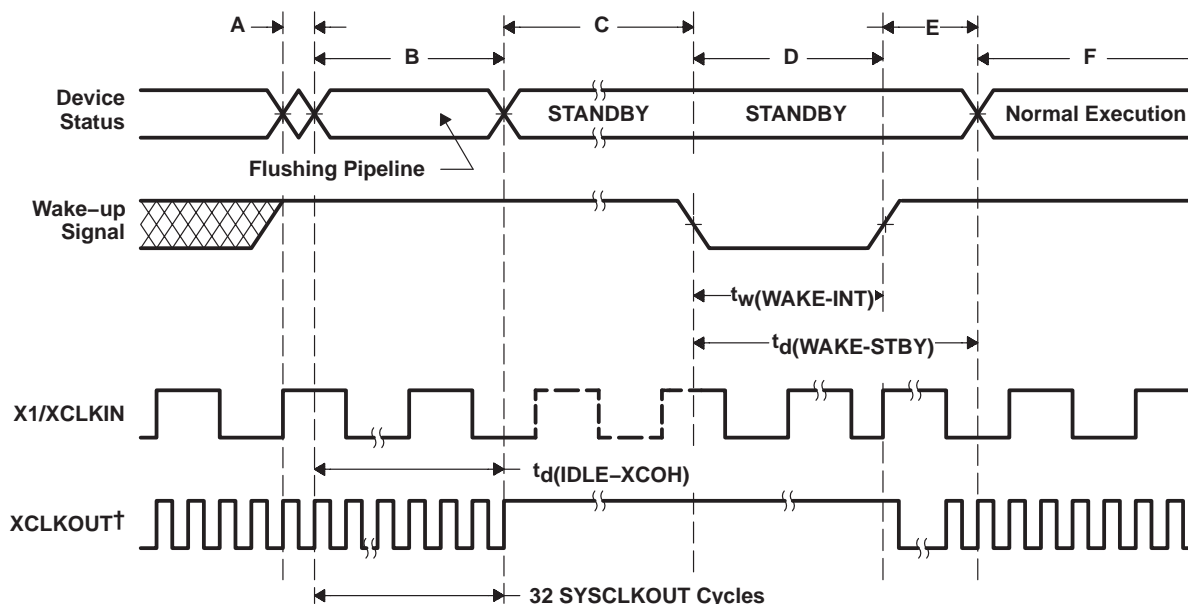 A
C
E
B
D
F
Device
Status
STANDBY
STANDBY
Normal Execution
Flushing Pipeline
Wake–up
Signal
tw(WAKE-INT)
td(WAKE-STBY)
X1/XCLKIN
td(IDLE–XCOH)
XCLKOUT†
32 SYSCLKOUT Cycles